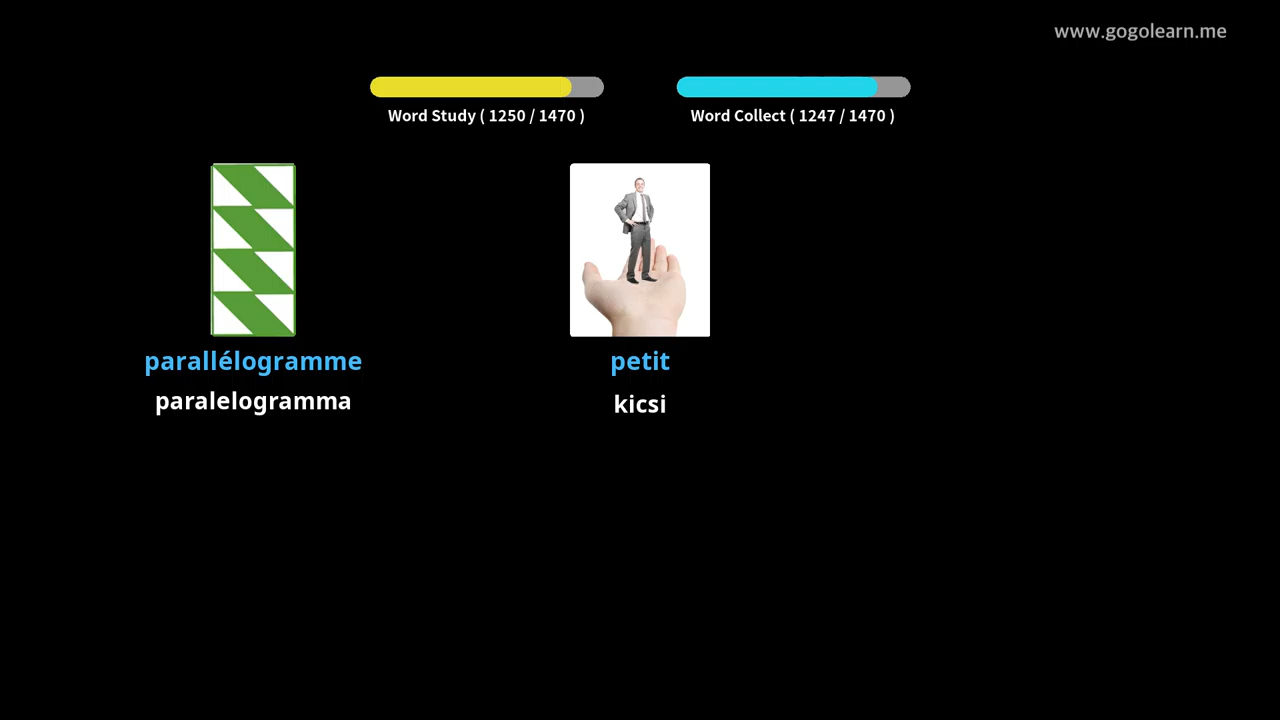 www.gogolearn.me
Word Study ( 1250 / 1470 )
Word Collect ( 1247 / 1470 )
parallélogramme
paralelogramma
petit
kicsi